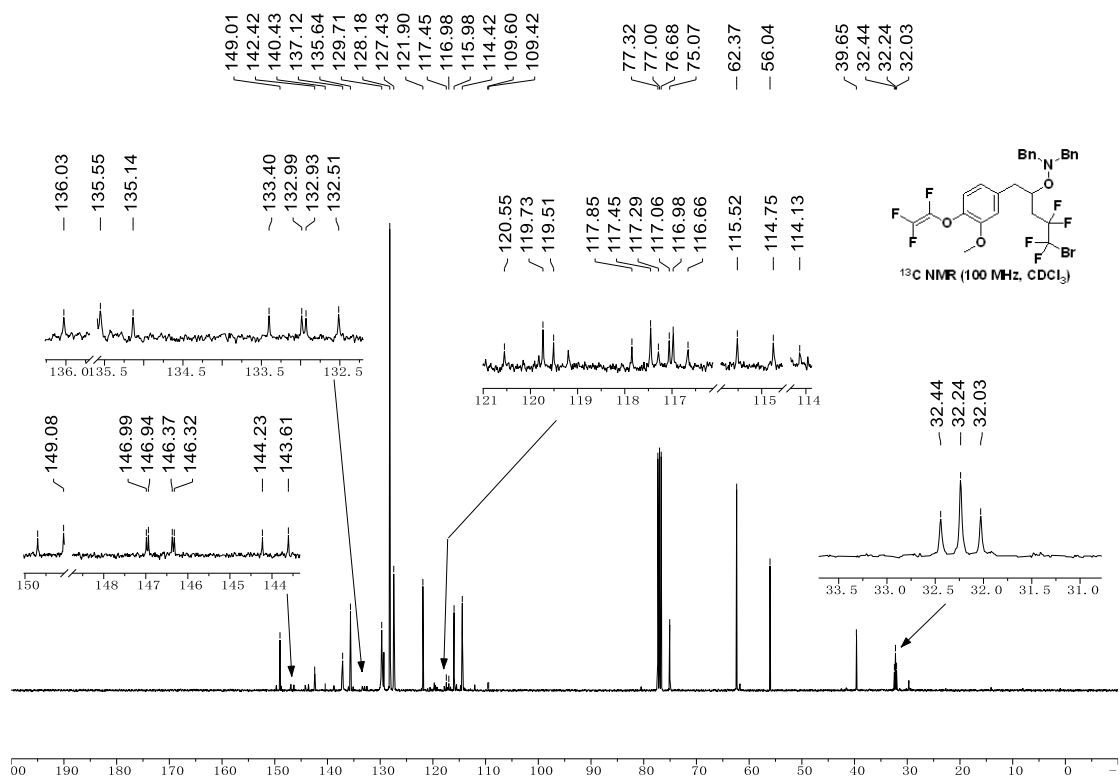 149.01 142.42 140.43 137.12 135.64 129.71 128.18 127.43 121.90 117.45 116.98 115.98 114.42 109.60 109.42 77.32 77.00 76.68 75.07 62.37 56.04 39.65 32.44 32.24 32.03
136.03 135.55 135.14 133.40 132.99 132.93 132.51
120.55 119.73 119.51 117.85 117.45 117.29 117.06 116.98 116.66 115.52 114.75 114.13
Bn N Bn
O
F F
F O
F O F
F F Br
F
¹³C NMR (100 MHz, CDCl₃)
136.0 135.5 134.5 133.5 132.5
121 120 119 118 117 115 114
149.08 146.99 146.94 146.37 146.32 144.23 143.61
150 148 147 146 145 144
32.44 32.24 32.03
33.5 33.0 32.5 32.0 31.5 31.0
00 190 180 170 160 150 140 130 120 110 100 90 80 70 60 50 40 30 20 10 0